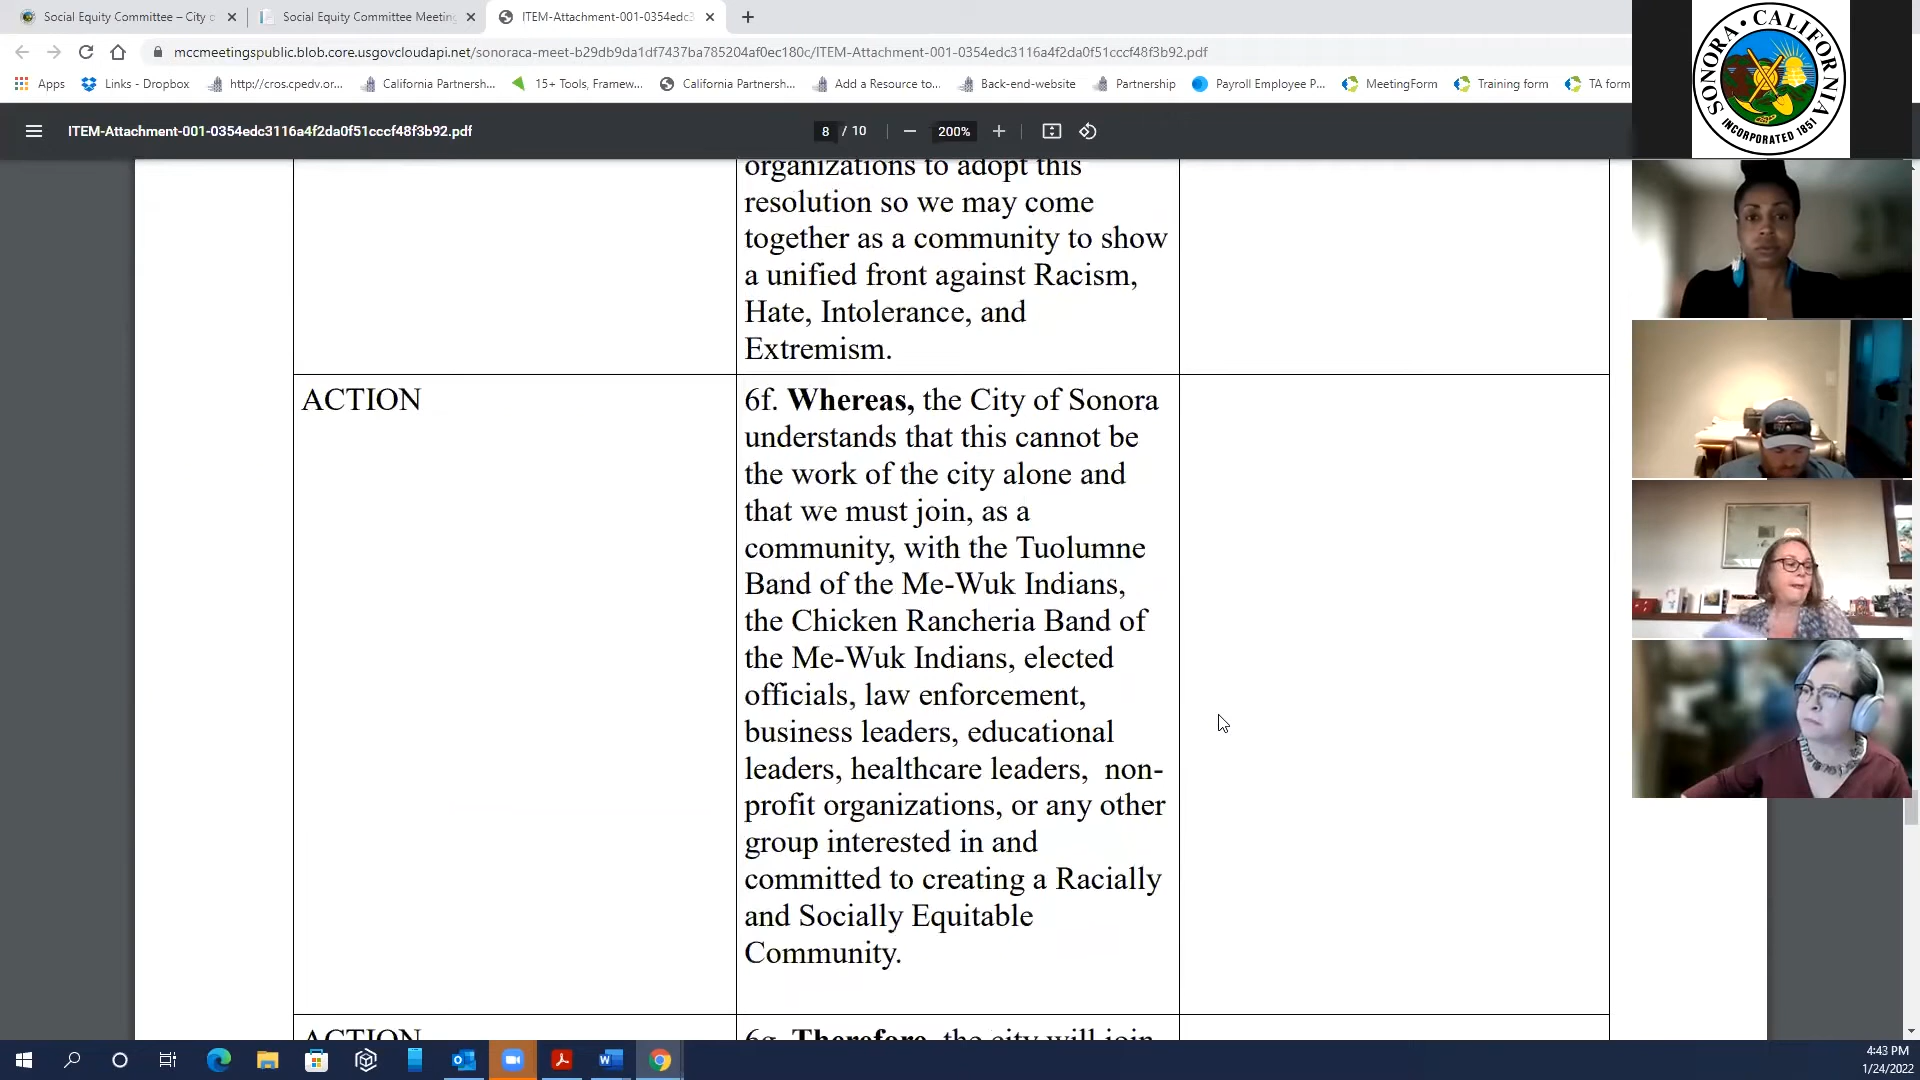 Social Equity Committee – City o
Social Equity Committee Meeting
ITEM-Attachment-001-0354edc3
mccmeetingspublic.blob.core.usgovcloudapi.net/sonoraca-meet-b29db9da1df7437ba785204af0ec180c/ITEM-Attachment-001-0354edc3116a4f2da0f51cccf48f3b92.pdf
Apps
Links - Dropbox
http://cros.cpedv.or...
California Partnersh...
15+ Tools, Framew...
California Partnersh...
Add a Resource to...
Back-end-website
Partnership
Payroll Employee P...
MeetingForm
Training form
TA form
SONORA • CALIFORNIA
INCORPORATED 1851
ITEM-Attachment-001-0354edc3116a4f2da0f51cccf48f3b92.pdf
8 / 10
200%
organizations to adopt this
resolution so we may come
together as a community to show
a unified front against Racism,
Hate, Intolerance, and
Extremism.
ACTION
6f. Whereas, the City of Sonora
understands that this cannot be
the work of the city alone and
that we must join, as a
community, with the Tuolumne
Band of the Me-Wuk Indians,
the Chicken Rancheria Band of
the Me-Wuk Indians, elected
officials, law enforcement,
business leaders, educational
leaders, healthcare leaders,  non-
profit organizations, or any other
group interested in and
committed to creating a Racially
and Socially Equitable
Community.
ACTION
6g. Therefore, the city will join
4:43 PM
1/24/2022